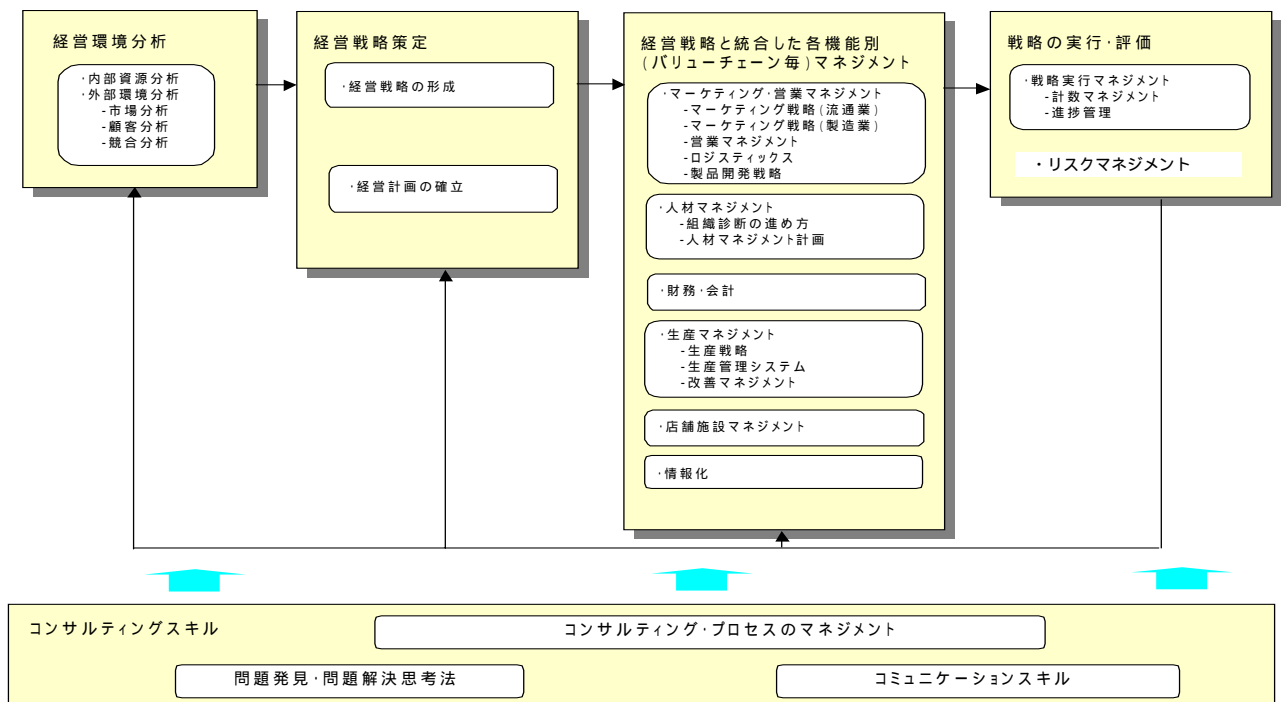 経営環境分析
・内部資源分析
・外部環境分析
-市場分析
-顧客分析
-競合分析
経営戦略策定
・経営戦略の形成
・経営計画の確立
経営戦略と統合した各機能別
(バリューチェーン毎)マネジメント
・マーケティング・営業マネジメント
-マーケティング戦略(流通業)
-マーケティング戦略(製造業)
-営業マネジメント
-ロジスティックス
-製品開発戦略
・人材マネジメント
-組織診断の進め方
-人材マネジメント計画
・財務・会計
・生産マネジメント
-生産戦略
-生産管理システム
-改善マネジメント
・店舗施設マネジメント
・情報化
戦略の実行・評価
・戦略実行マネジメント
-計数マネジメント
-進捗管理
・リスクマネジメント
コンサルティングスキル
コンサルティング・プロセスのマネジメント
問題発見・問題解決思考法
コミュニケーションスキル